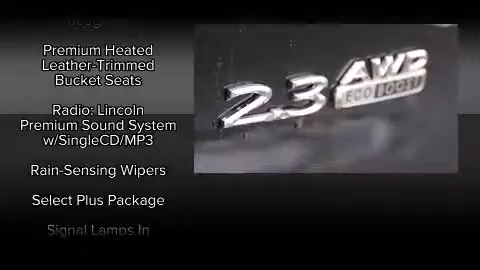 Premium Heated
Leather-Trimmed
Bucket Seats
Radio: Lincoln
Premium Sound System
w/SingleCD/MP3
Rain-Sensing Wipers
Select Plus Package
Signal Lamps In
2.3 AWD
ECOBOOST